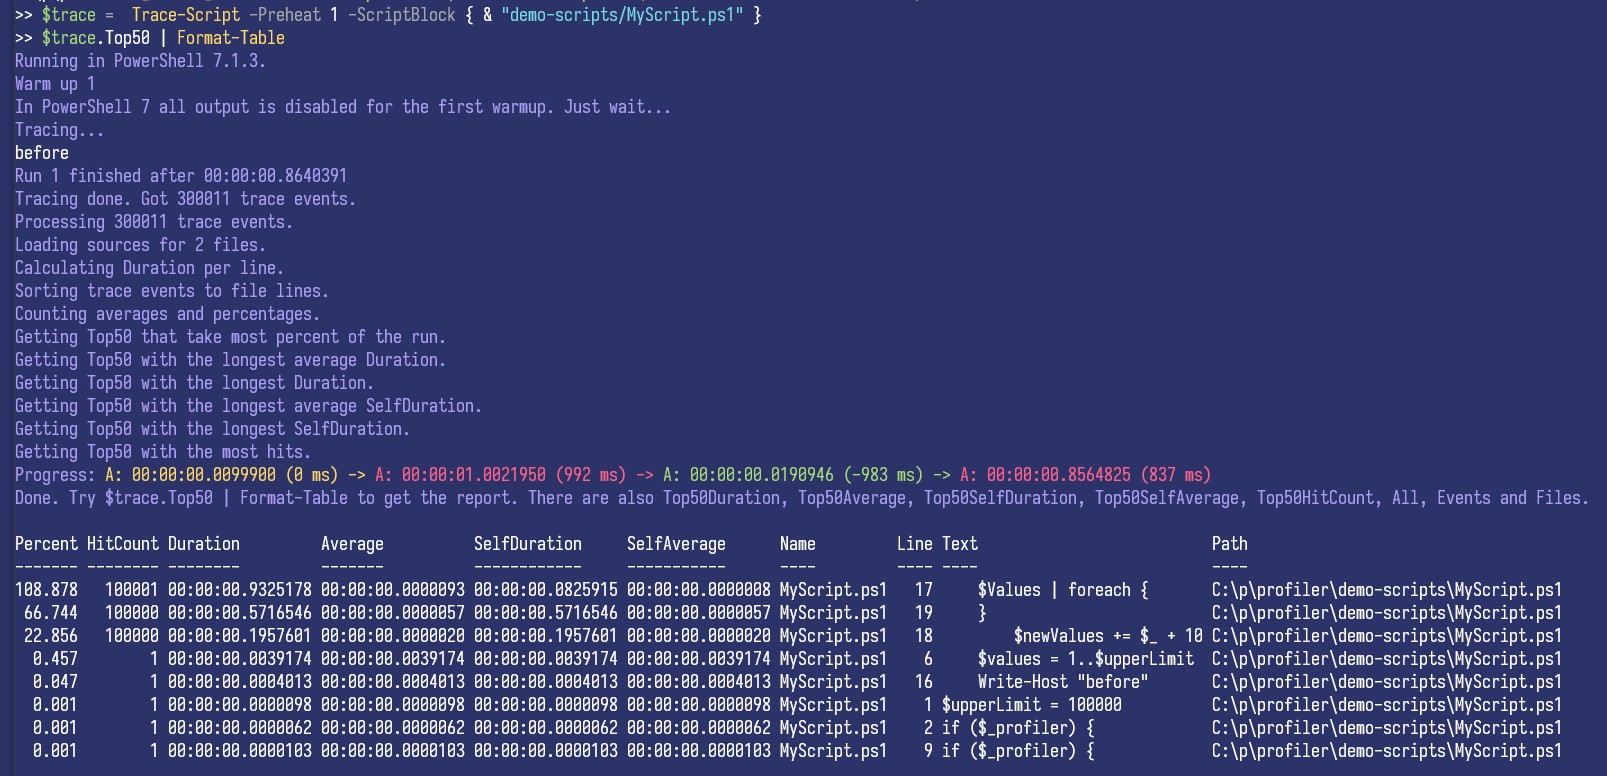 >> $trace =  Trace-Script -Preheat 1 -ScriptBlock { & "demo-scripts/MyScript.ps1" }
>> $trace.Top50 | Format-Table
Running in PowerShell 7.1.3.
Warm up 1
In PowerShell 7 all output is disabled for the first warmup. Just wait...
Tracing...
before
Run 1 finished after 00:00:00.8640391
Tracing done. Got 300011 trace events.
Processing 300011 trace events.
Loading sources for 2 files.
Calculating Duration per line.
Sorting trace events to file lines.
Counting averages and percentages.
Getting Top50 that take most percent of the run.
Getting Top50 with the longest average Duration.
Getting Top50 with the longest Duration.
Getting Top50 with the longest average SelfDuration.
Getting Top50 with the longest SelfDuration.
Getting Top50 with the most hits.
Progress: A: 00:00:00.0099900 (0 ms) -> A: 00:00:01.0021950 (992 ms) -> A: 00:00:00.0190946 (-983 ms) -> A: 00:00:00.8564825 (837 ms)
Done. Try $trace.Top50 | Format-Table to get the report. There are also Top50Duration, Top50Average, Top50SelfDuration, Top50SelfAverage, Top50HitCount, All, Events and Files.
Percent HitCount Duration         Average          SelfDuration     SelfAverage      Name         Line Text                          Path
------- -------- --------         -------          ------------     -----------      ----         ---- ----                          ----
108.878   100001 00:00:00.9325178 00:00:00.0000093 00:00:00.0825915 00:00:00.0000008 MyScript.ps1   17     $Values | foreach {       C:\p\profiler\demo-scripts\MyScript.ps1
 66.744   100000 00:00:00.5716546 00:00:00.0000057 00:00:00.5716546 00:00:00.0000057 MyScript.ps1   19     }                         C:\p\profiler\demo-scripts\MyScript.ps1
 22.856   100000 00:00:00.1957601 00:00:00.0000020 00:00:00.1957601 00:00:00.0000020 MyScript.ps1   18         $newValues += $_ + 10 C:\p\profiler\demo-scripts\MyScript.ps1
  0.457        1 00:00:00.0039174 00:00:00.0039174 00:00:00.0039174 00:00:00.0039174 MyScript.ps1    6     $values = 1..$upperLimit  C:\p\profiler\demo-scripts\MyScript.ps1
  0.047        1 00:00:00.0004013 00:00:00.0004013 00:00:00.0004013 00:00:00.0004013 MyScript.ps1   16     Write-Host "before"       C:\p\profiler\demo-scripts\MyScript.ps1
  0.001        1 00:00:00.0000098 00:00:00.0000098 00:00:00.0000098 00:00:00.0000098 MyScript.ps1    1 $upperLimit = 100000          C:\p\profiler\demo-scripts\MyScript.ps1
  0.001        1 00:00:00.0000062 00:00:00.0000062 00:00:00.0000062 00:00:00.0000062 MyScript.ps1    2 if ($_profiler) {             C:\p\profiler\demo-scripts\MyScript.ps1
  0.001        1 00:00:00.0000103 00:00:00.0000103 00:00:00.0000103 00:00:00.0000103 MyScript.ps1    9 if ($_profiler) {             C:\p\profiler\demo-scripts\MyScript.ps1